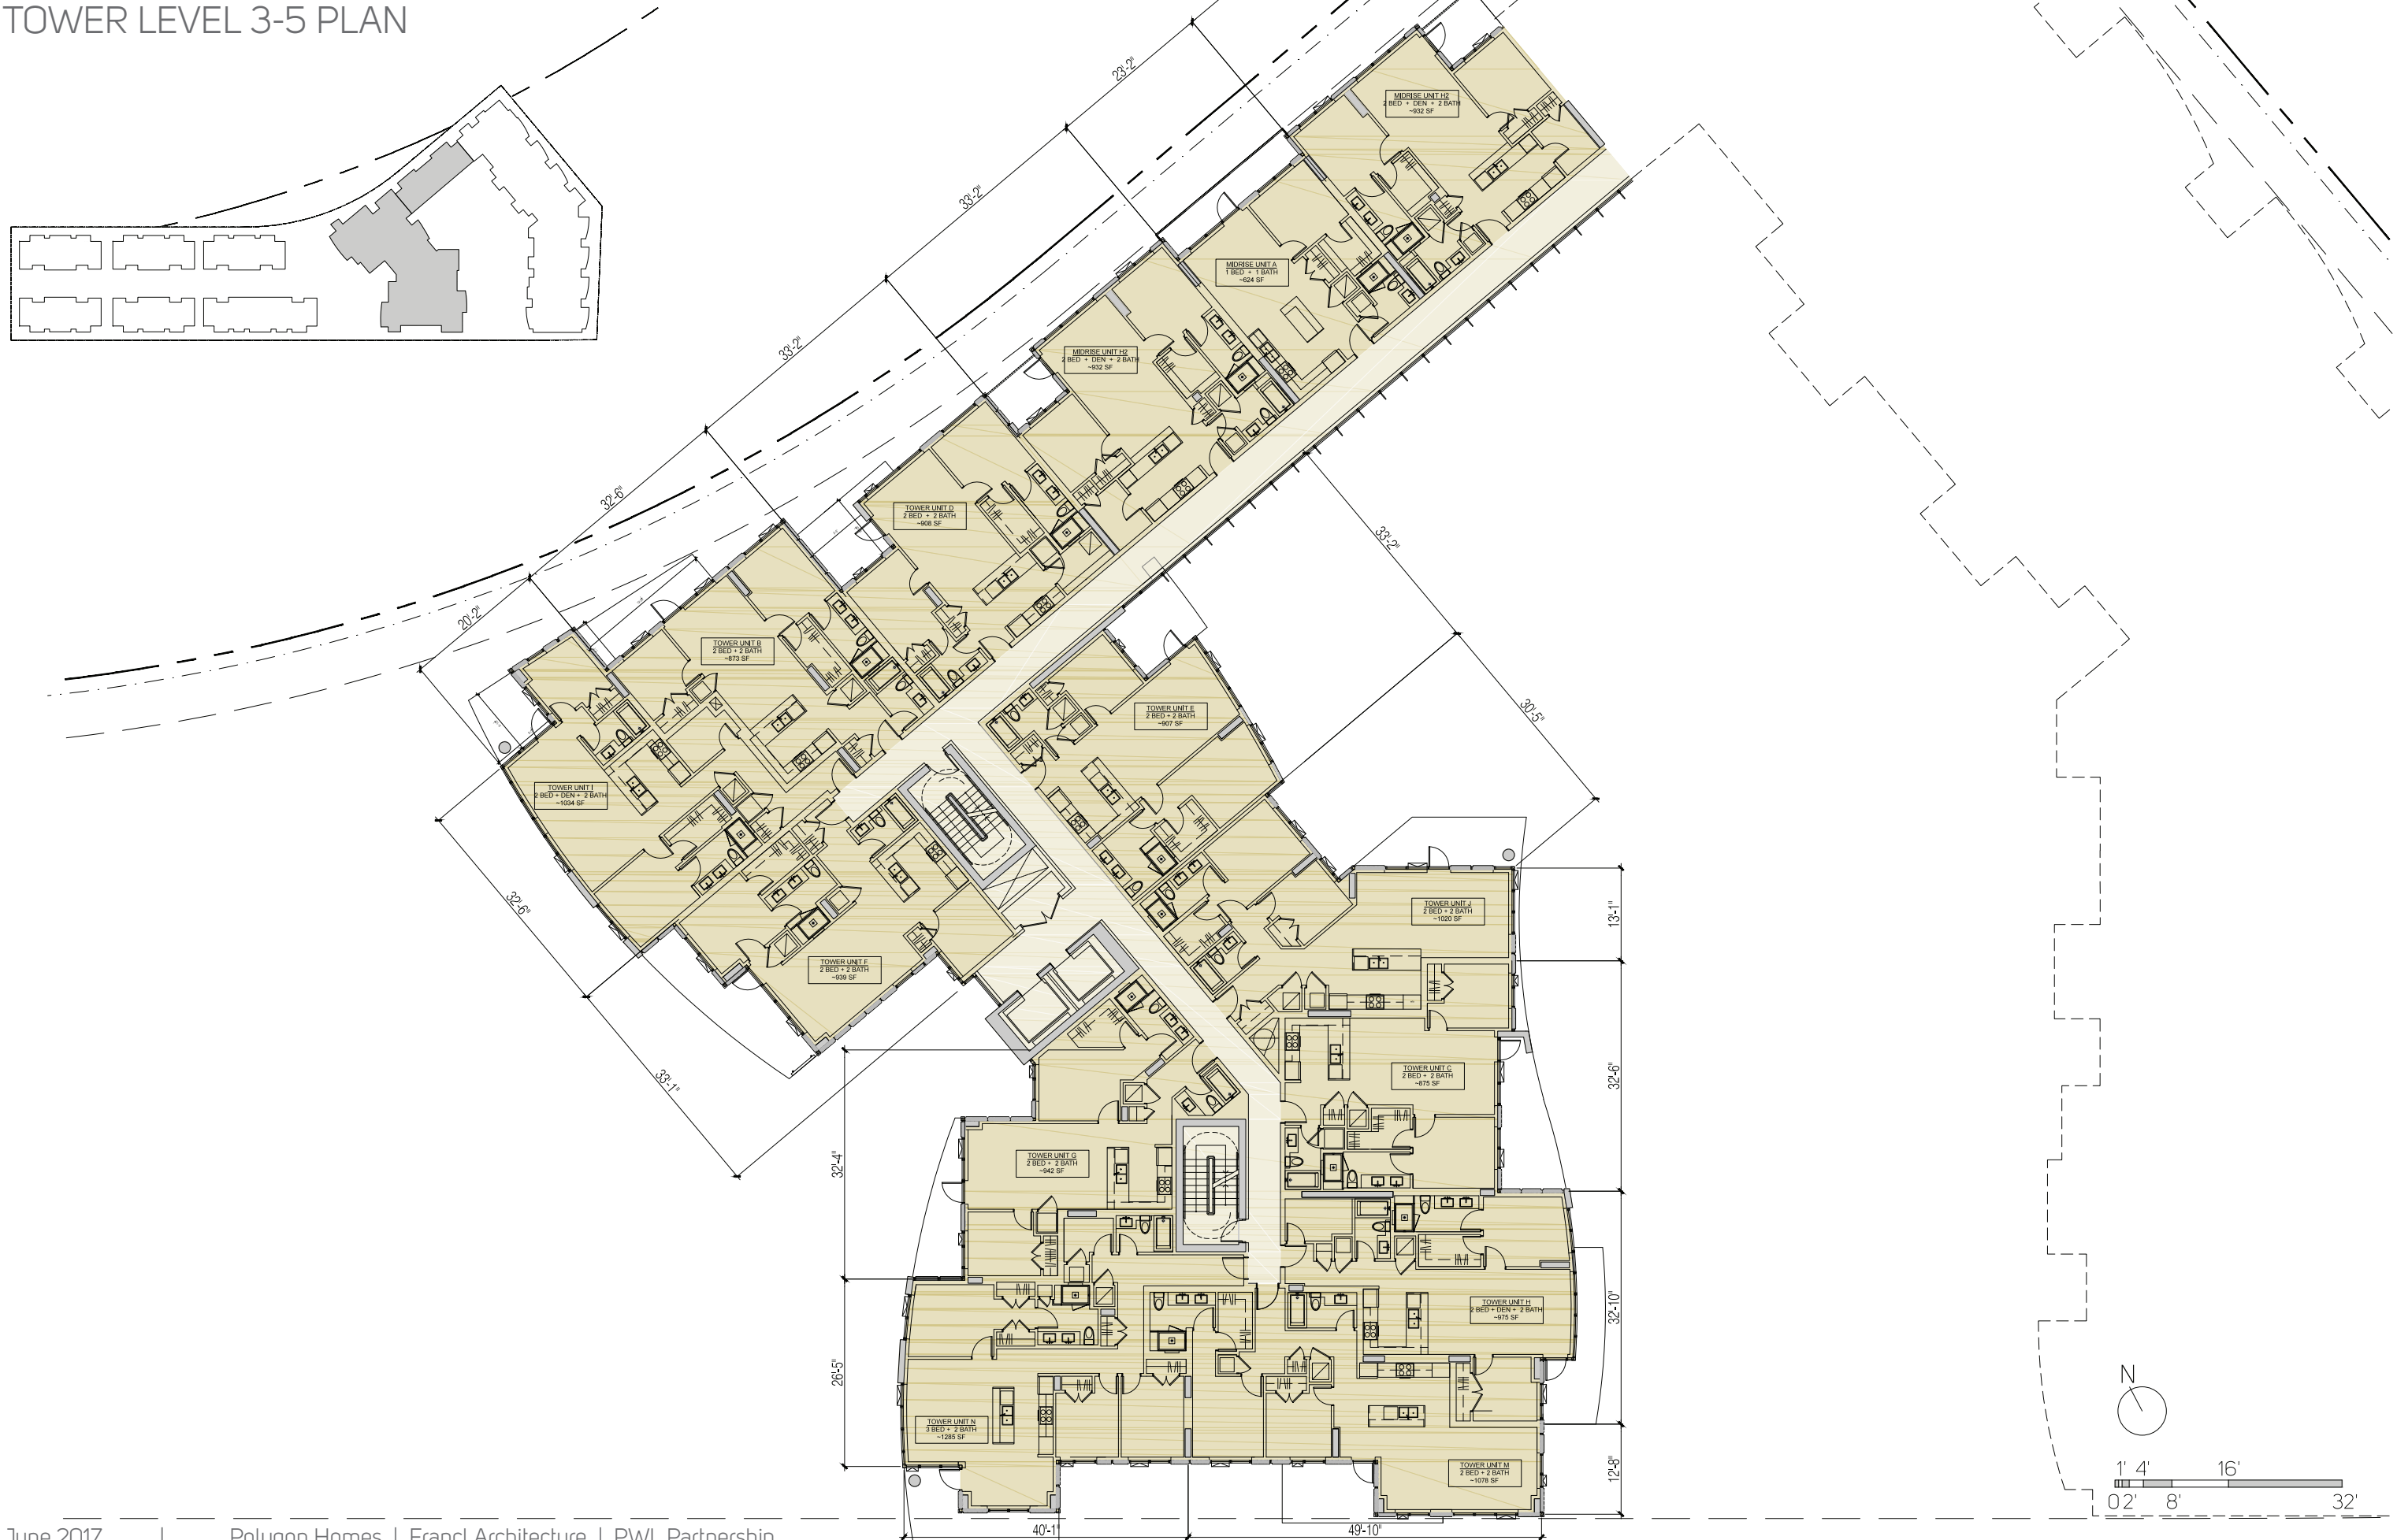 TOWER LEVEL 3-5 PLAN
23'-2"
33'-2"
33'-2"
32'-6"
20'-2"
MIDRISE UNIT H2
2 BED + DEN + 2 BATH
~932 SF
MIDRISE UNIT A
1 BED + 1 BATH
~624 SF
MIDRISE UNIT H2
2 BED + DEN + 2 BATH
~932 SF
TOWER UNIT D
2 BED + 2 BATH
~908 SF
33'-2"
TOWER UNIT B
2 BED + 2 BATH
~873 SF
TOWER UNIT E
2 BED + 2 BATH
~907 SF
30'-5"
TOWER UNIT I
2 BED + DEN + 2 BATH
~1034 SF
32'-6"
TOWER UNIT J
2 BED + 2 BATH
~1020 SF
13'-1"
TOWER UNIT F
2 BED + 2 BATH
~939 SF
33'-1"
TOWER UNIT C
2 BED + 2 BATH
~875 SF
32'-6"
32'-4"
TOWER UNIT G
2 BED + 2 BATH
~942 SF
TOWER UNIT H
2 BED + DEN + 2 BATH
~975 SF
32'-10"
26'-5"
TOWER UNIT N
3 BED + 2 BATH
~1285 SF
TOWER UNIT M
2 BED + 2 BATH
~1078 SF
12'-8"
N
1' 4' 16'
0 2' 8' 32'
40'-1"
49'-10"
June 2017 | Polygon Homes | Francl Architecture | PWL Partnership